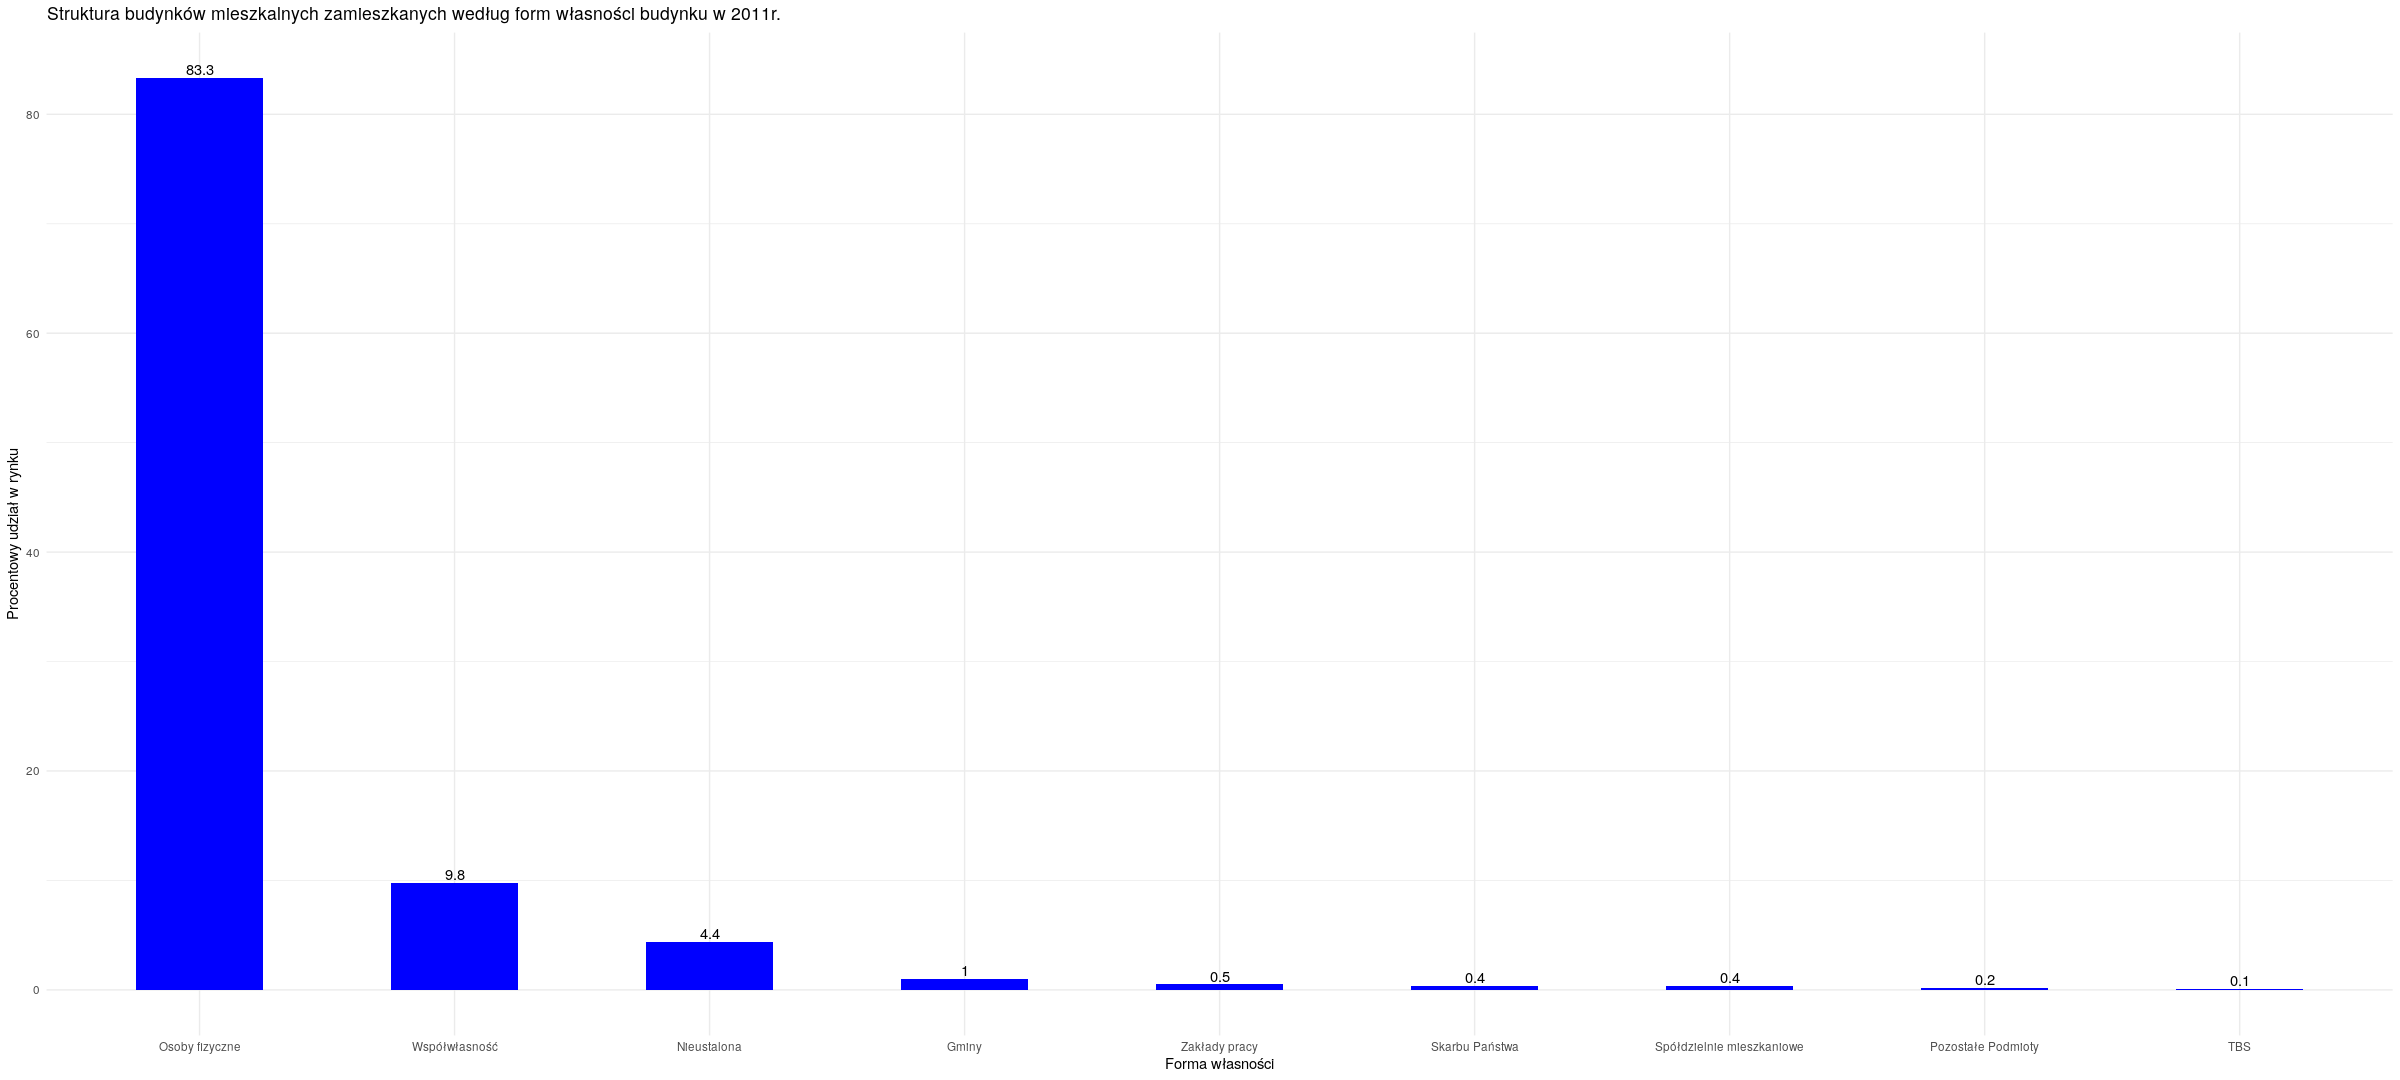 Struktura budynków mieszkalnych zamieszkanych według form własności budynku w 2011r.
83.3
80
60
Procentowy udział w rynku
40
20
9.8
4.4
1
0.5
0.4
0.4
0.2
0.1
0
Osoby fizyczne
Współwłasność
Nieustalona
Gminy
Zakłady pracy
Skarbu Państwa
Spółdzielnie mieszkaniowe
Pozostałe Podmioty
TBS
Forma własności